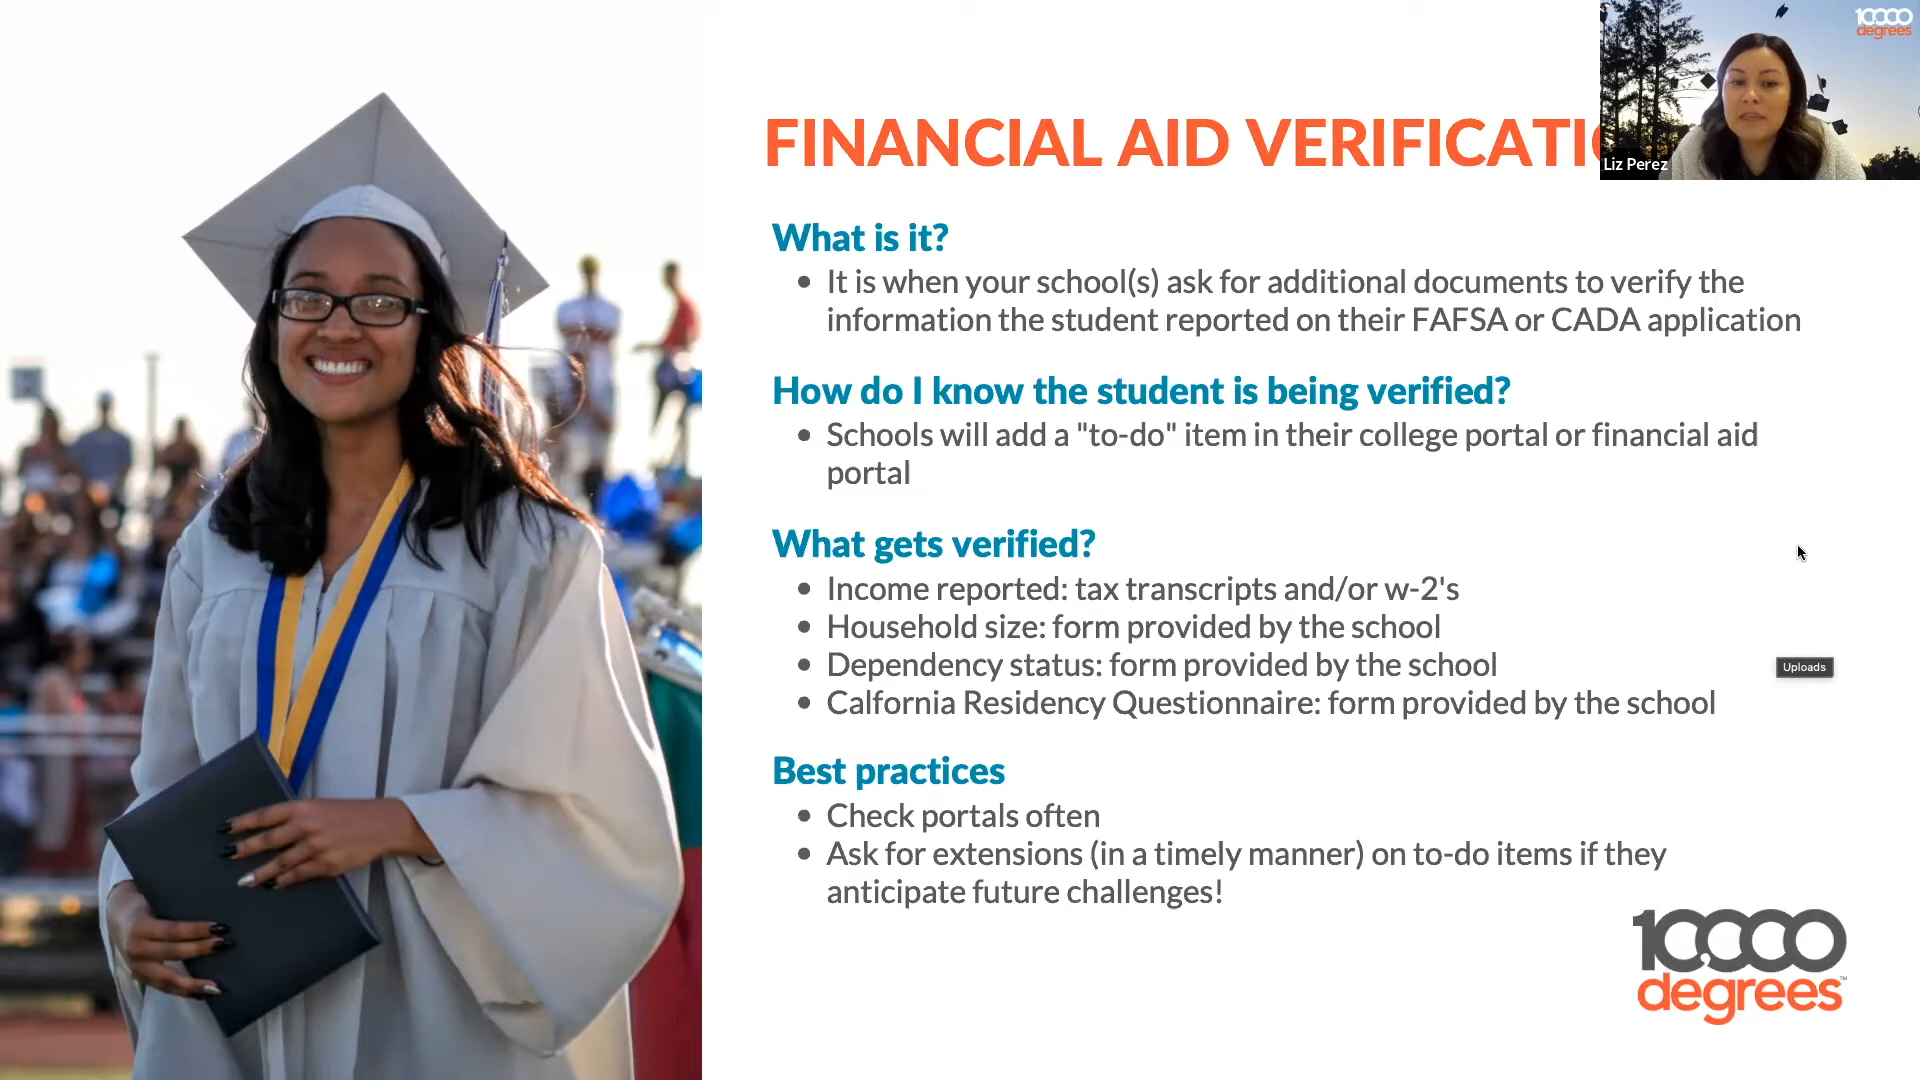 10000
degrees
FINANCIAL AID VERIFICATI
Liz Perez
What is it?
• It is when your school(s) ask for additional documents to verify the
information the student reported on their FAFSA or CADA application
How do I know the student is being verified?
• Schools will add a "to-do" item in their college portal or financial aid
portal
What gets verified?
• Income reported: tax transcripts and/or w-2's
• Household size: form provided by the school
• Dependency status: form provided by the school
Uploads
• Calfornia Residency Questionnaire: form provided by the school
Best practices
• Check portals often
• Ask for extensions (in a timely manner) on to-do items if they
anticipate future challenges!
10,000
degrees™